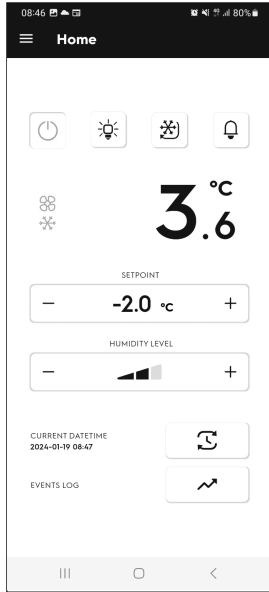 08:46 4G 80%
Home
3.6 °C
SETPOINT
− -2.0 °C +
HUMIDITY LEVEL
− +
CURRENT DATETIME
2024-01-19 08:47
EVENTS LOG